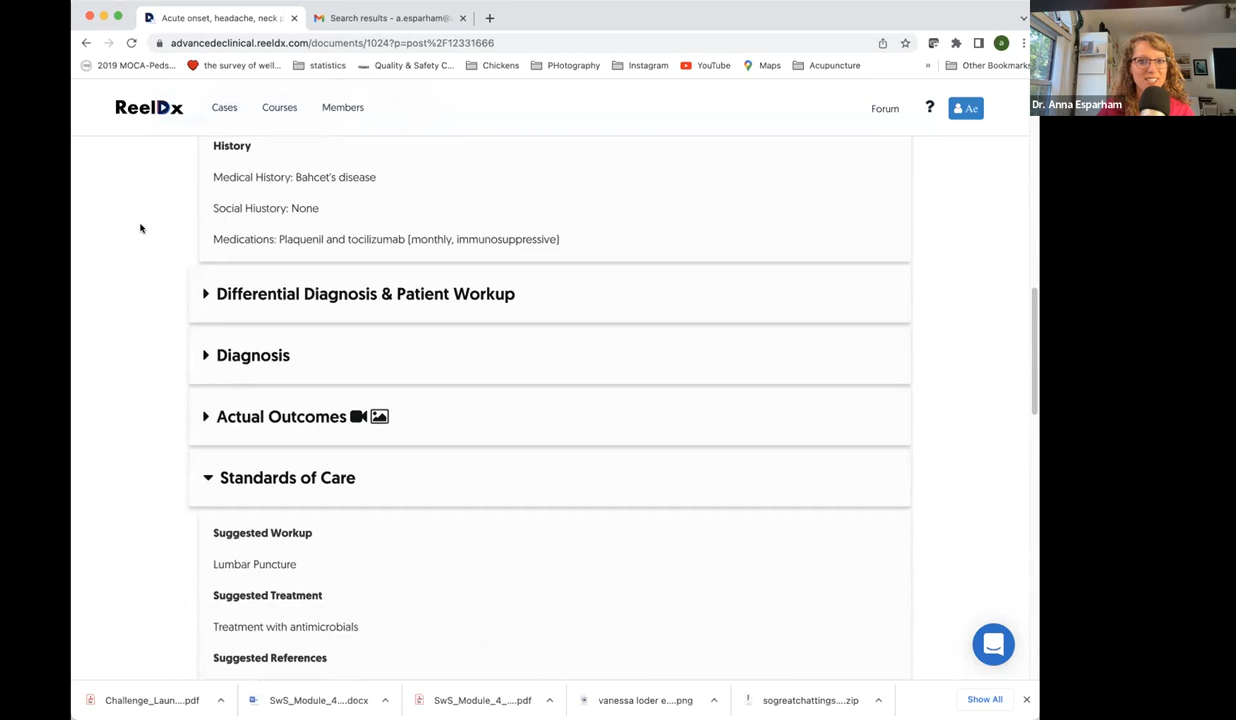 Acute onset, headache, neck
Search results - a.esparham@
advancedeclinical.reeldx.com/documents/1024?p=post%2F12331666
a
2019 MOCA-Peds...
the survey of well...
statistics
Quality & Safety C...
Chickens
PHotography
Instagram
YouTube
Maps
Acupuncture
»
Other Bookmarks
Dr. Anna Esparham
ReelDx
Cases
Courses
Members
Forum
?
Ae
History
Medical History: Bahcet's disease
Social Hiustory: None
Medications: Plaquenil and tocilizumab (monthly, immunosuppressive)
Differential Diagnosis & Patient Workup
Diagnosis
Actual Outcomes
Standards of Care
Suggested Workup
Lumbar Puncture
Suggested Treatment
Treatment with antimicrobials
Suggested References
Challenge_Laun....pdf
SwS_Module_4....docx
SwS_Module_4_....pdf
vanessa loder e....png
sogreatchattings....zip
Show All